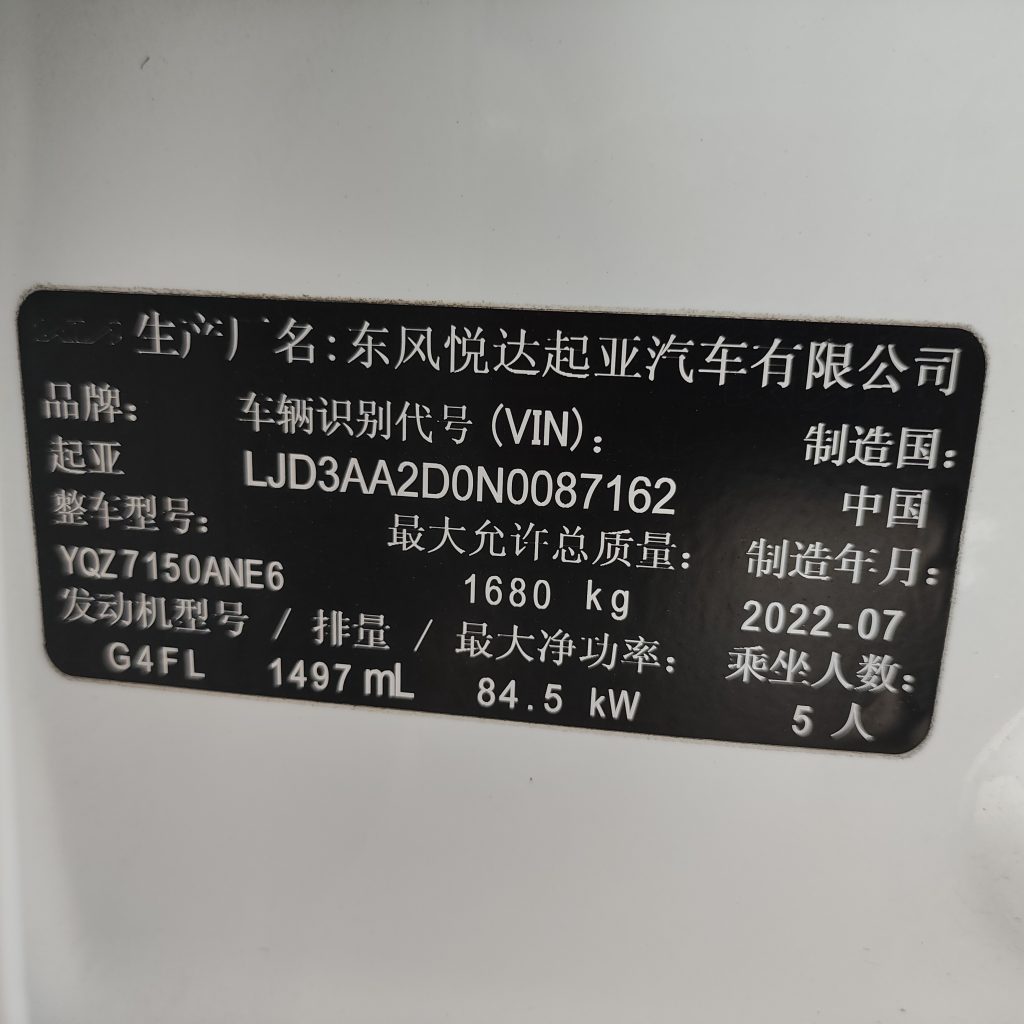 生产厂名：东风悦达起亚汽车有限公司
品牌： 车辆识别代号 (VIN)： 制造国：
起亚 LJD3AA2D0N0087162 中国
整车型号： 最大允许总质量： 制造年月：
YQZ7150ANE6 1680 kg 2022-07
发动机型号 / 排量 / 最大净功率： 乘坐人数：
G4FL 1497 mL 84.5 kW 5 人